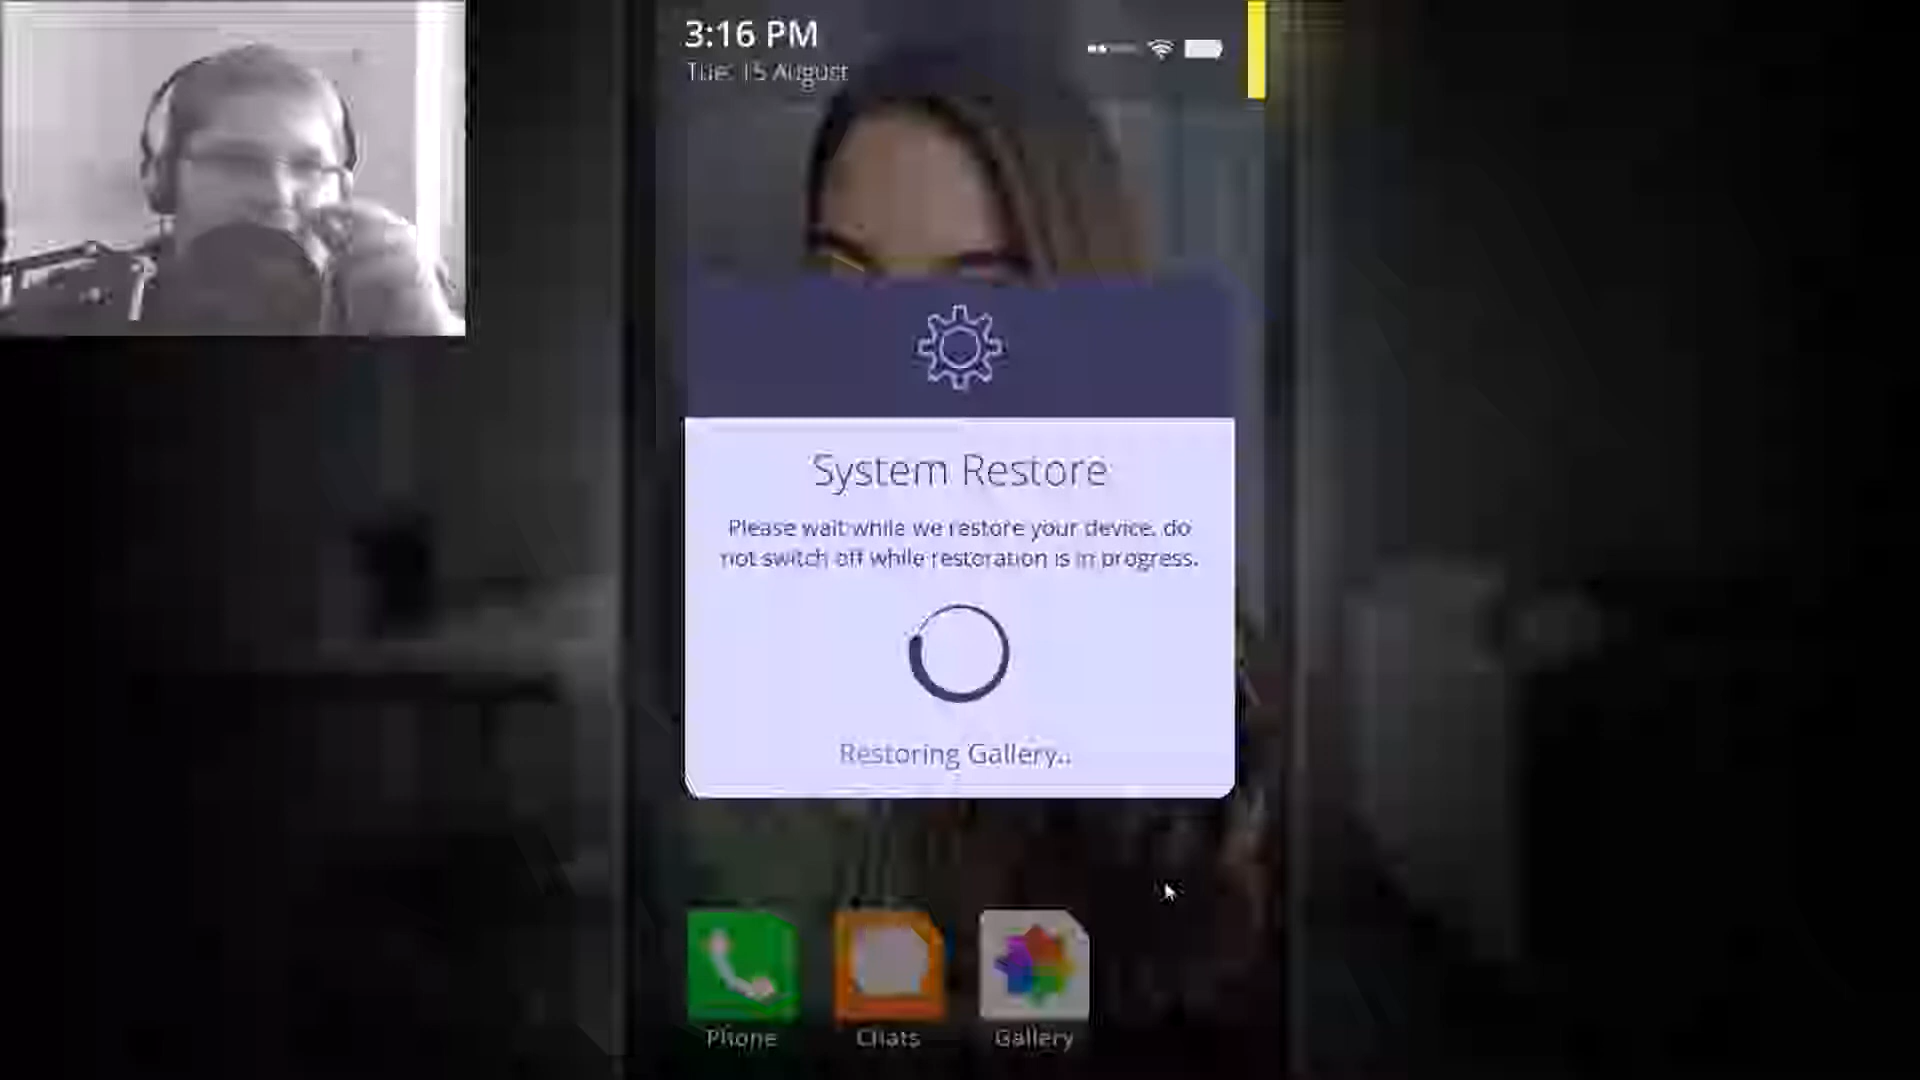 3:16 PM
Tue: 15 August
System Restore
Please wait while we restore your device, do
not switch off while restoration is in progress.
Restoring Gallery..
Phone
Chats
Gallery